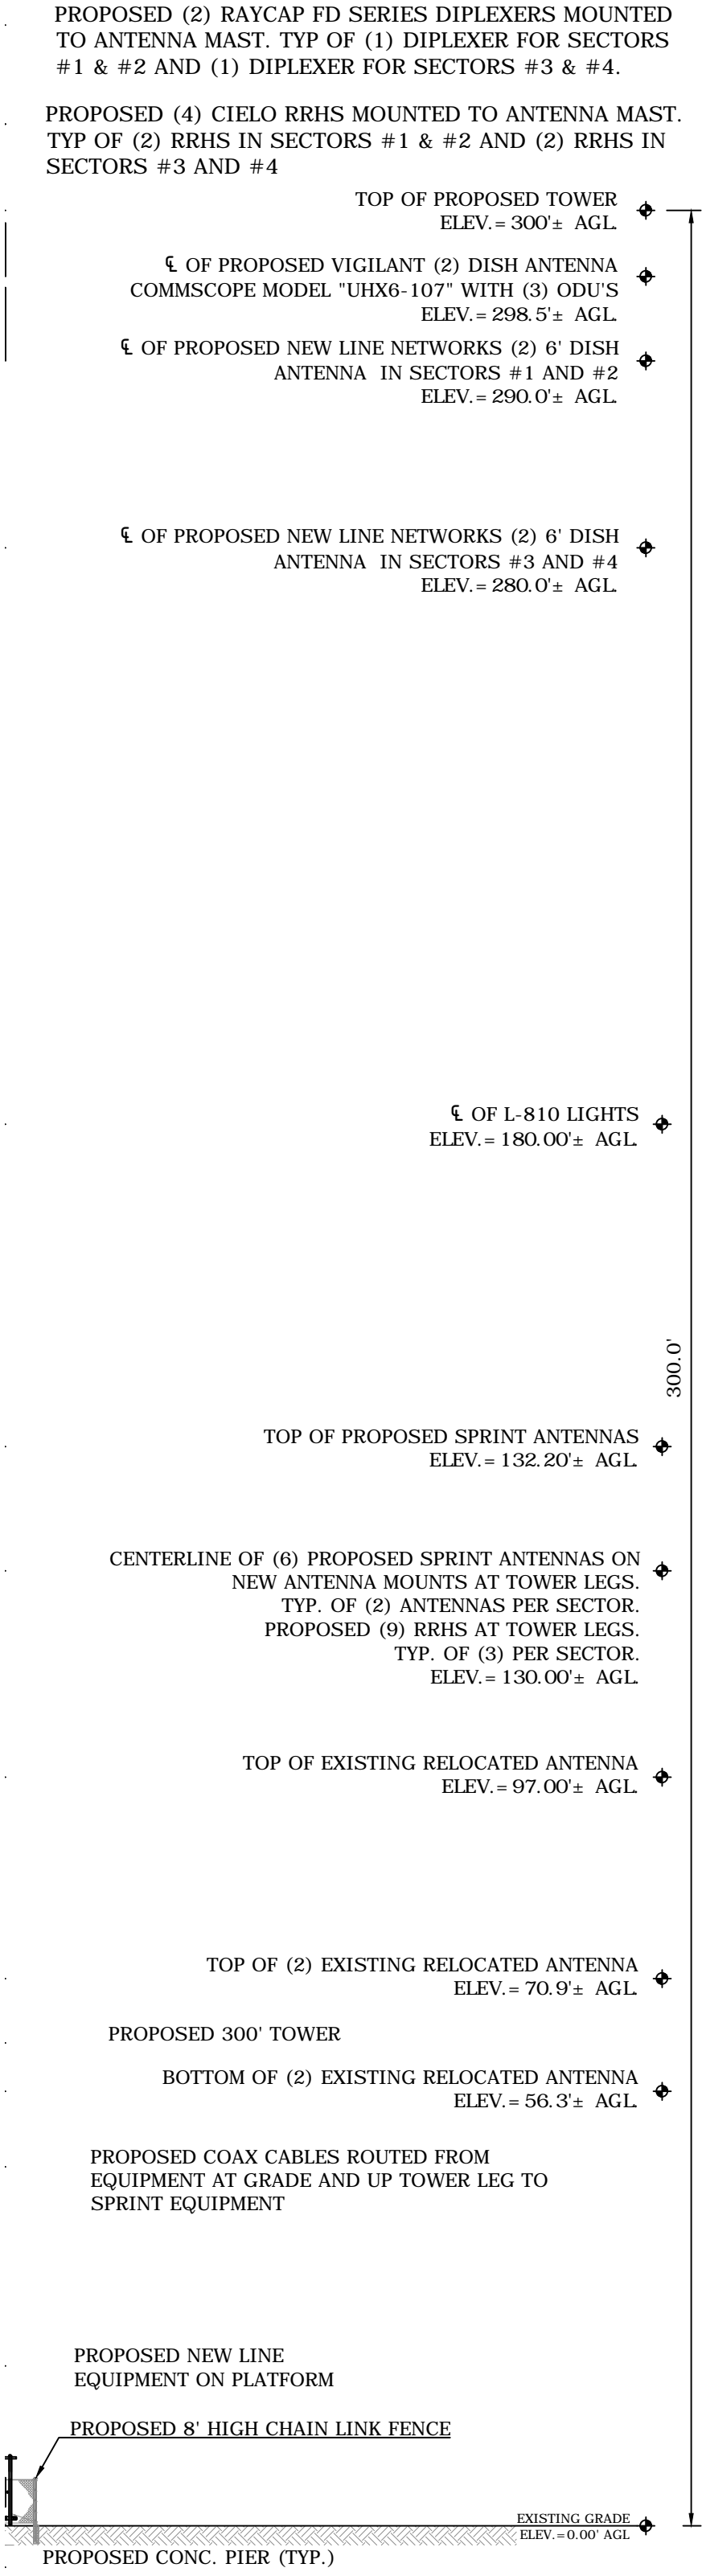 PROPOSED (2) RAYCAP FD SERIES DIPLEXERS MOUNTED
TO ANTENNA MAST. TYP OF (1) DIPLEXER FOR SECTORS
#1 & #2 AND (1) DIPLEXER FOR SECTORS #3 & #4.
PROPOSED (4) CIELO RRHS MOUNTED TO ANTENNA MAST.
TYP OF (2) RRHS IN SECTORS #1 & #2 AND (2) RRHS IN
SECTORS #3 AND #4
TOP OF PROPOSED TOWER
ELEV.= 300'± AGL.
℄ OF PROPOSED VIGILANT (2) DISH ANTENNA
COMMSCOPE MODEL "UHX6-107" WITH (3) ODU'S
ELEV.= 298.5'± AGL.
℄ OF PROPOSED NEW LINE NETWORKS (2) 6' DISH
ANTENNA IN SECTORS #1 AND #2
ELEV.= 290.0'± AGL.
℄ OF PROPOSED NEW LINE NETWORKS (2) 6' DISH
ANTENNA IN SECTORS #3 AND #4
ELEV.= 280.0'± AGL.
℄ OF L-810 LIGHTS
ELEV.= 180.00'± AGL.
300.0'
TOP OF PROPOSED SPRINT ANTENNAS
ELEV.= 132.20'± AGL.
CENTERLINE OF (6) PROPOSED SPRINT ANTENNAS ON
NEW ANTENNA MOUNTS AT TOWER LEGS.
TYP. OF (2) ANTENNAS PER SECTOR.
PROPOSED (9) RRHS AT TOWER LEGS.
TYP. OF (3) PER SECTOR.
ELEV.= 130.00'± AGL.
TOP OF EXISTING RELOCATED ANTENNA
ELEV.= 97.00'± AGL.
TOP OF (2) EXISTING RELOCATED ANTENNA
ELEV.= 70.9'± AGL.
PROPOSED 300' TOWER
BOTTOM OF (2) EXISTING RELOCATED ANTENNA
ELEV.= 56.3'± AGL.
PROPOSED COAX CABLES ROUTED FROM
EQUIPMENT AT GRADE AND UP TOWER LEG TO
SPRINT EQUIPMENT
PROPOSED NEW LINE
EQUIPMENT ON PLATFORM
PROPOSED 8' HIGH CHAIN LINK FENCE
EXISTING GRADE
ELEV.=0.00' AGL
PROPOSED CONC. PIER (TYP.)